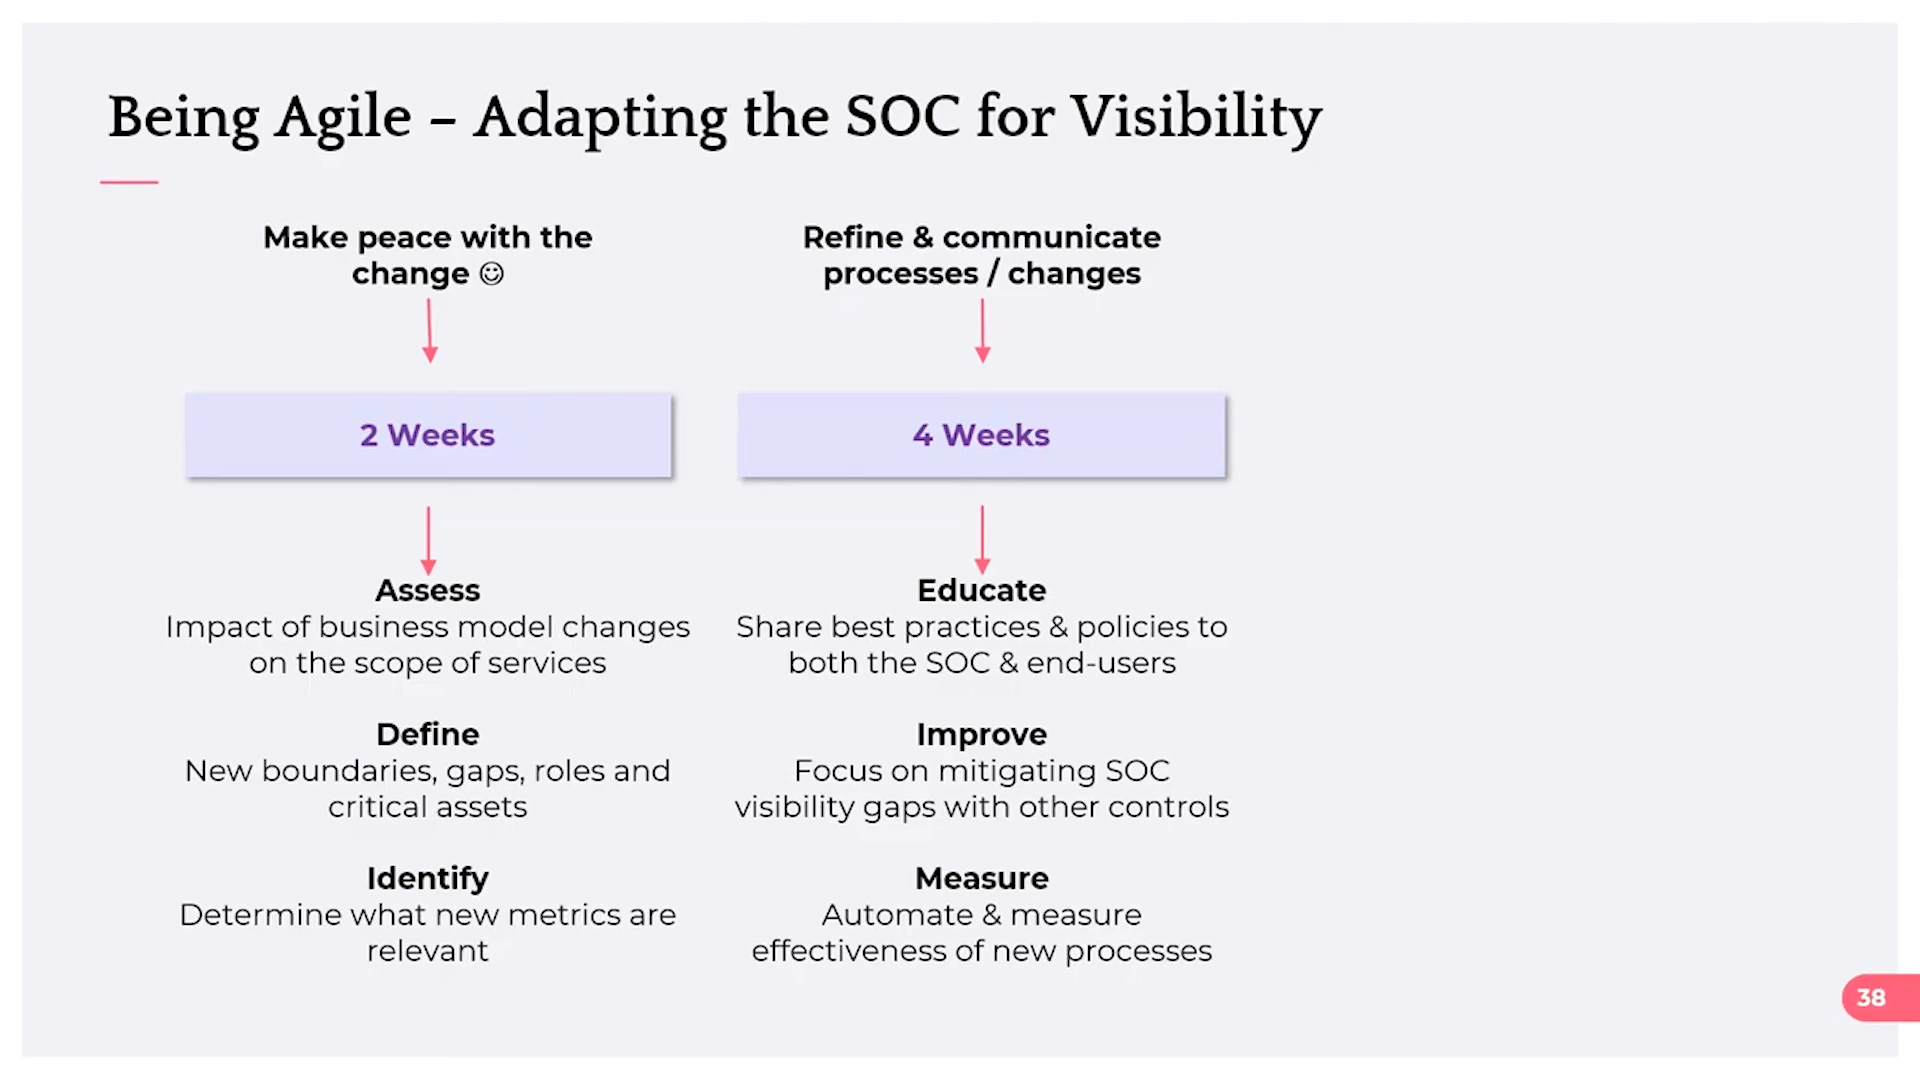 Being Agile – Adapting the SOC for Visibility
Make peace with the
change ☺
2 Weeks
Assess
Impact of business model changes
on the scope of services
Define
New boundaries, gaps, roles and
critical assets
Identify
Determine what new metrics are
relevant
Refine & communicate
processes / changes
4 Weeks
Educate
Share best practices & policies to
both the SOC & end-users
Improve
Focus on mitigating SOC
visibility gaps with other controls
Measure
Automate & measure
effectiveness of new processes
38